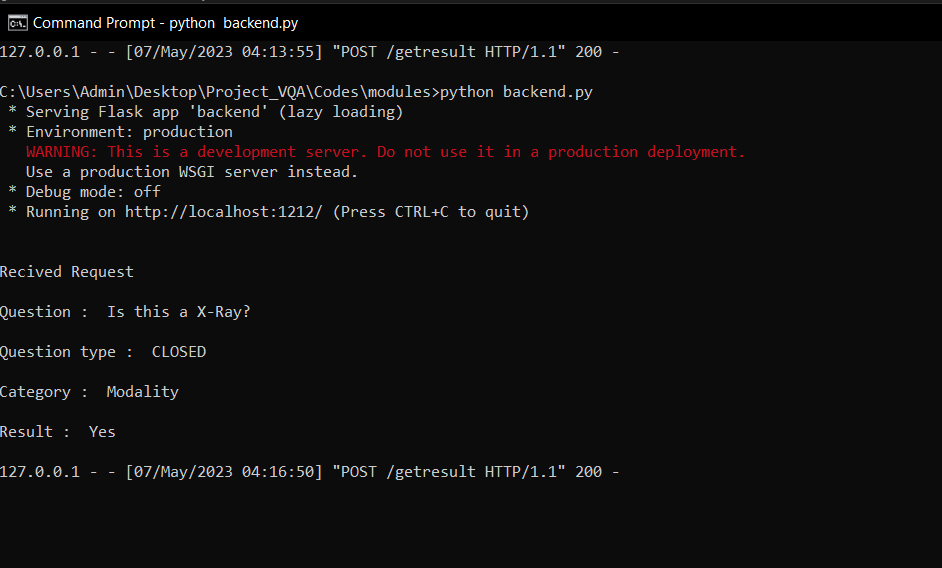 Command Prompt - python  backend.py
127.0.0.1 - - [07/May/2023 04:13:55] "POST /getresult HTTP/1.1" 200 -
C:\Users\Admin\Desktop\Project_VQA\Codes\modules>python backend.py
 * Serving Flask app 'backend' (lazy loading)
 * Environment: production
   WARNING: This is a development server. Do not use it in a production deployment.
   Use a production WSGI server instead.
 * Debug mode: off
 * Running on http://localhost:1212/ (Press CTRL+C to quit)
Recived Request
Question :  Is this a X-Ray?
Question type :  CLOSED
Category :  Modality
Result :  Yes
127.0.0.1 - - [07/May/2023 04:16:50] "POST /getresult HTTP/1.1" 200 -